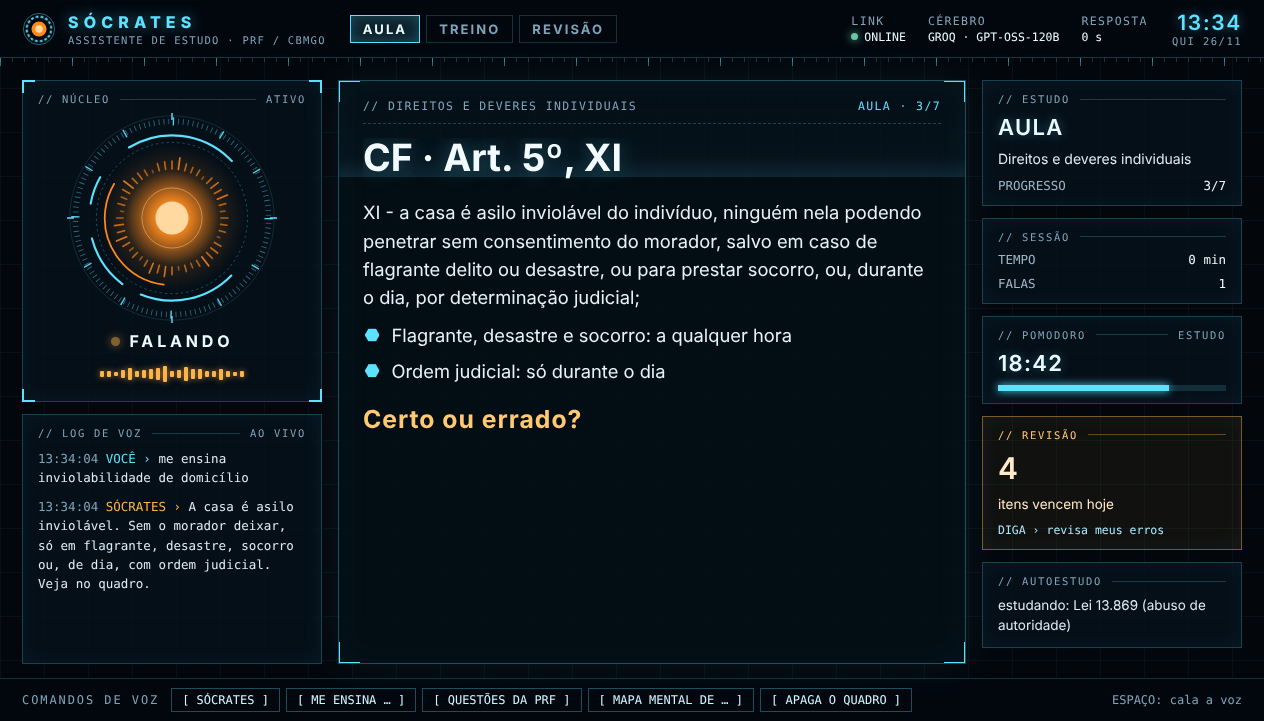 SÓCRATES
ASSISTENTE DE ESTUDO · PRF / CBMGO
AULA
TREINO
REVISÃO
LINK
ONLINE
CÉREBRO
GROQ · GPT-OSS-120B
RESPOSTA
0 s
13:34
QUI 26/11
// NÚCLEO
ATIVO
FALANDO
// LOG DE VOZ
AO VIVO
13:34:04 VOCÊ › me ensina
inviolabilidade de domicílio
13:34:04 SÓCRATES › A casa é asilo
inviolável. Sem o morador deixar,
só em flagrante, desastre, socorro
ou, de dia, com ordem judicial.
Veja no quadro.
// DIREITOS E DEVERES INDIVIDUAIS
AULA · 3/7
CF · Art. 5º, XI
XI - a casa é asilo inviolável do indivíduo, ninguém nela podendo
penetrar sem consentimento do morador, salvo em caso de
flagrante delito ou desastre, ou para prestar socorro, ou, durante
o dia, por determinação judicial;
Flagrante, desastre e socorro: a qualquer hora
Ordem judicial: só durante o dia
Certo ou errado?
// ESTUDO
AULA
Direitos e deveres individuais
PROGRESSO 3/7
// SESSÃO
TEMPO 0 min
FALAS 1
// POMODORO ESTUDO
18:42
// REVISÃO
4
itens vencem hoje
DIGA › revisa meus erros
// AUTOESTUDO
estudando: Lei 13.869 (abuso de
autoridade)
COMANDOS DE VOZ [ SÓCRATES ] [ ME ENSINA … ] [ QUESTÕES DA PRF ] [ MAPA MENTAL DE … ] [ APAGA O QUADRO ] ESPAÇO: cala a voz